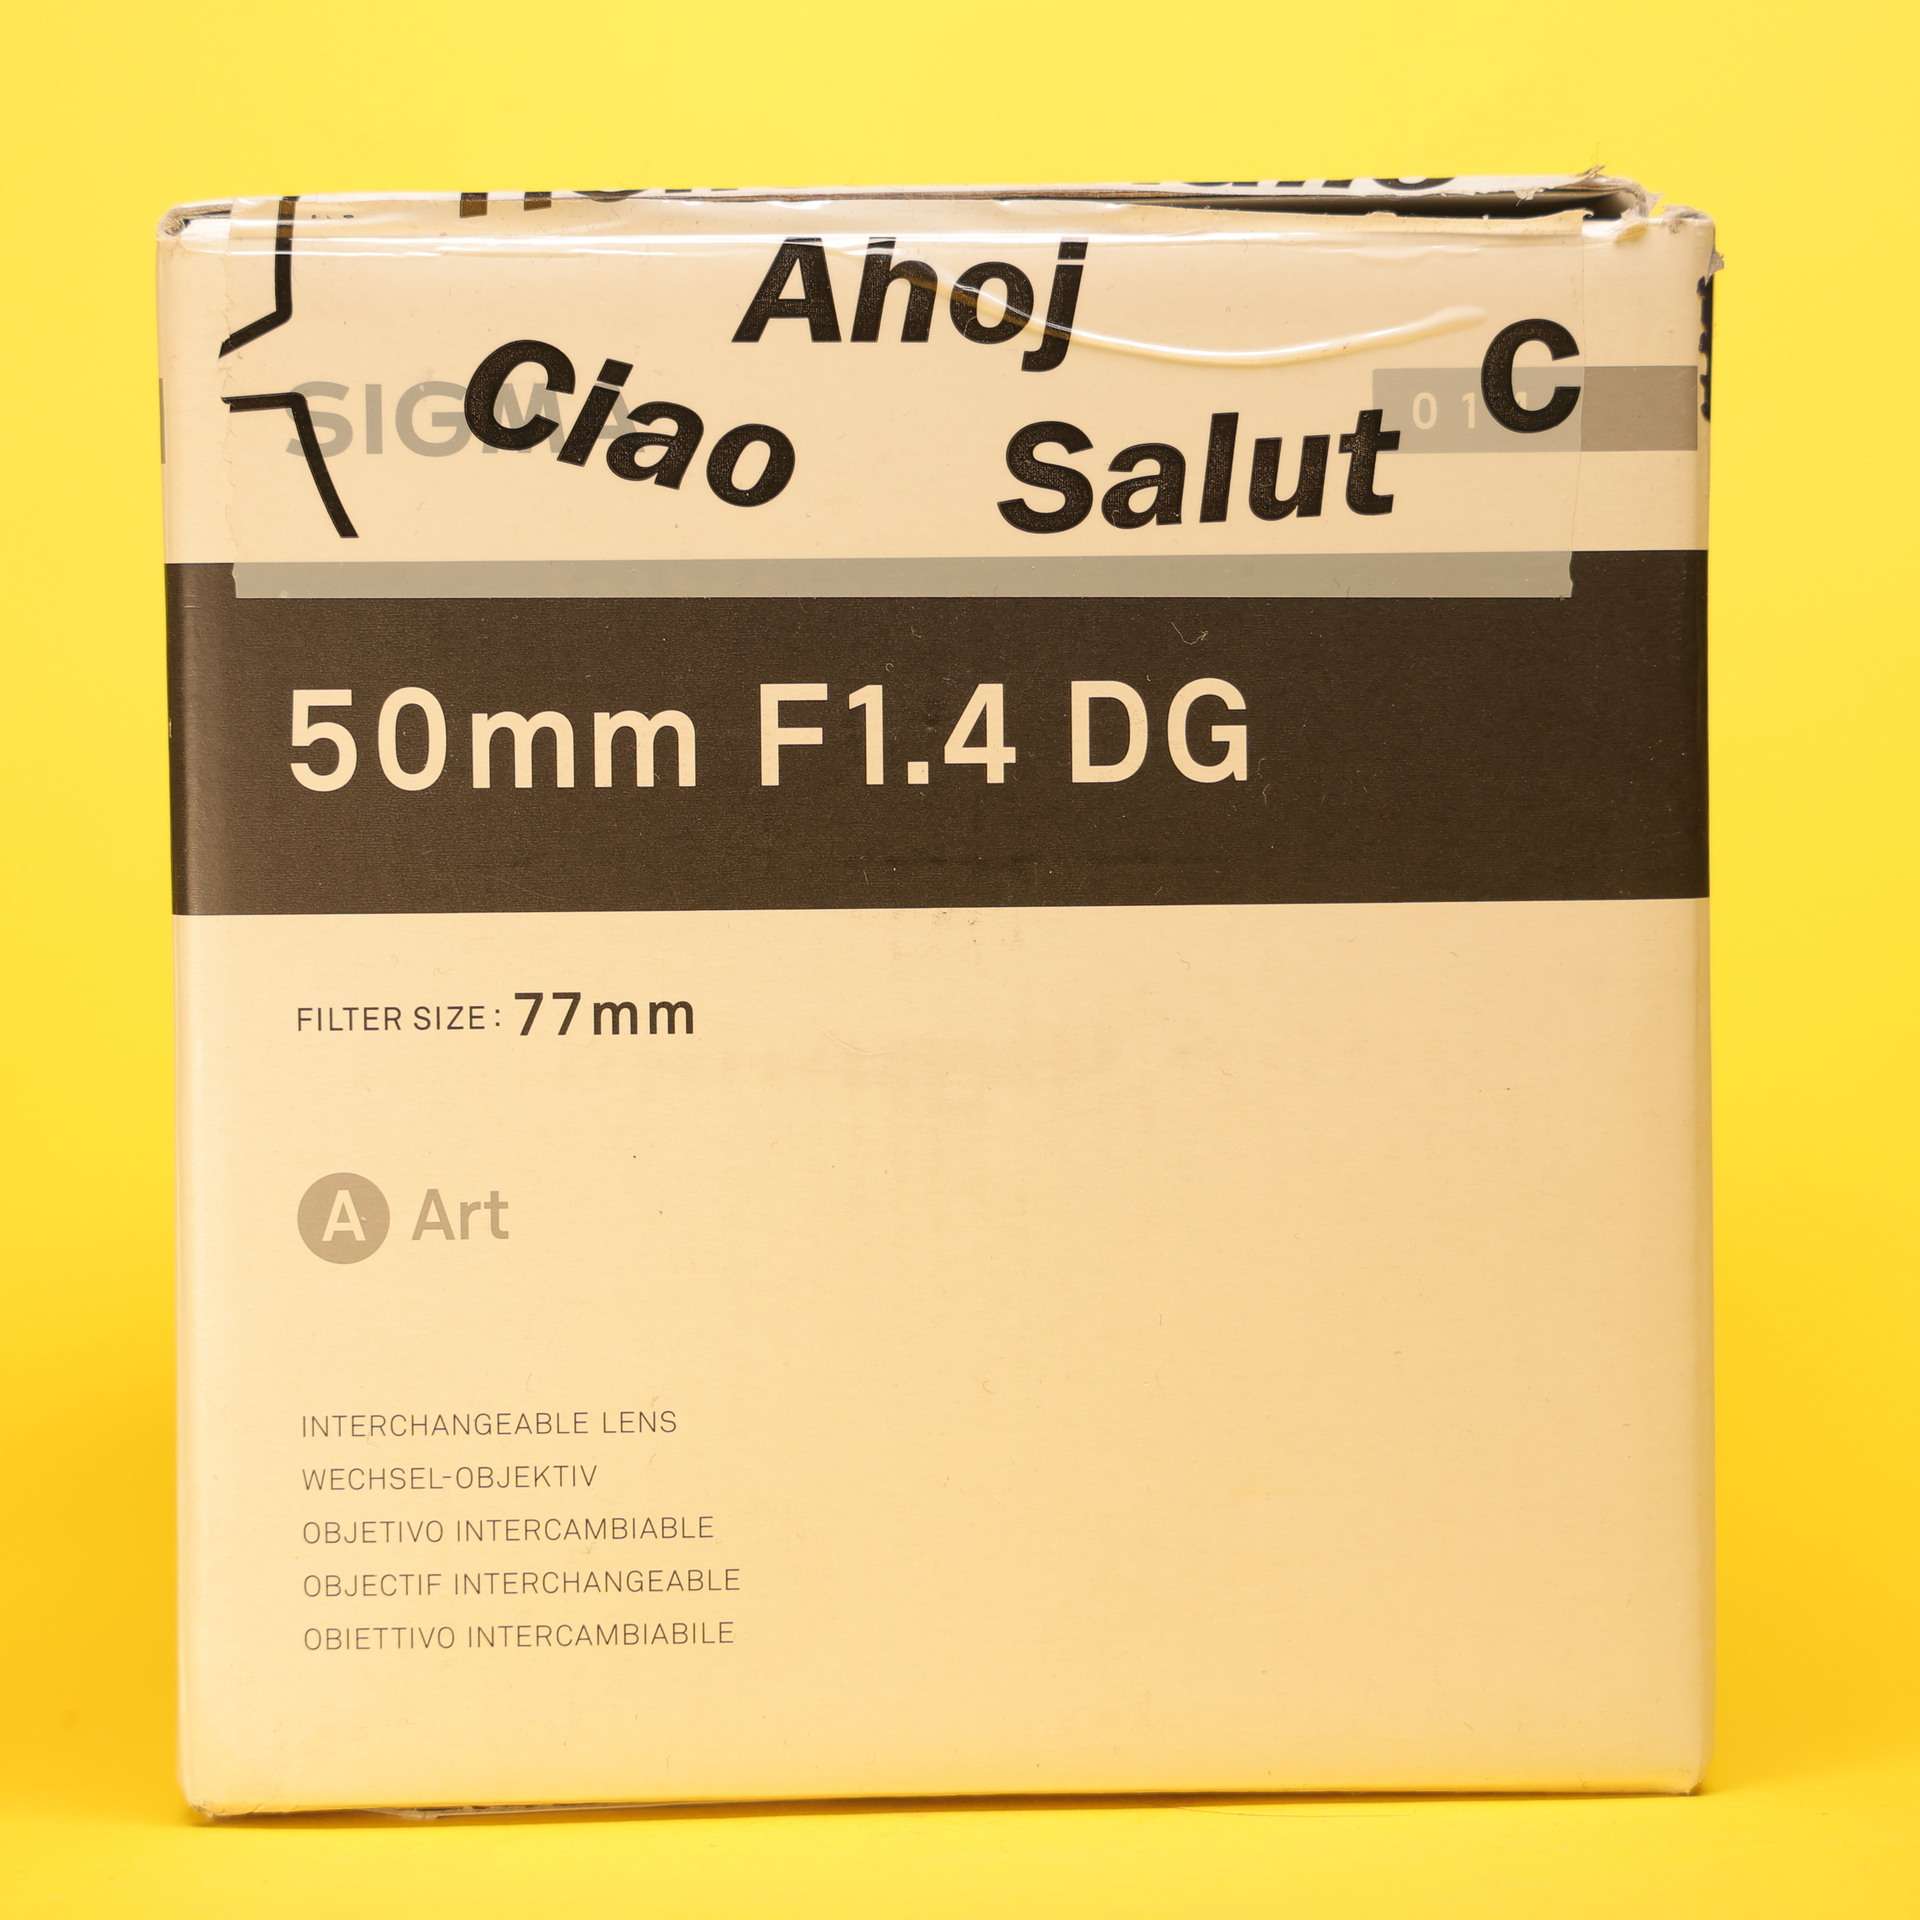 Ahoj
Ciao
SIGMA
Salut
01
C
50mm F1.4 DG
FILTER SIZE: 77mm
A Art
INTERCHANGEABLE LENS
WECHSEL-OBJEKTIV
OBJETIVO INTERCAMBIABLE
OBJECTIF INTERCHANGEABLE
OBIETTIVO INTERCAMBIABILE